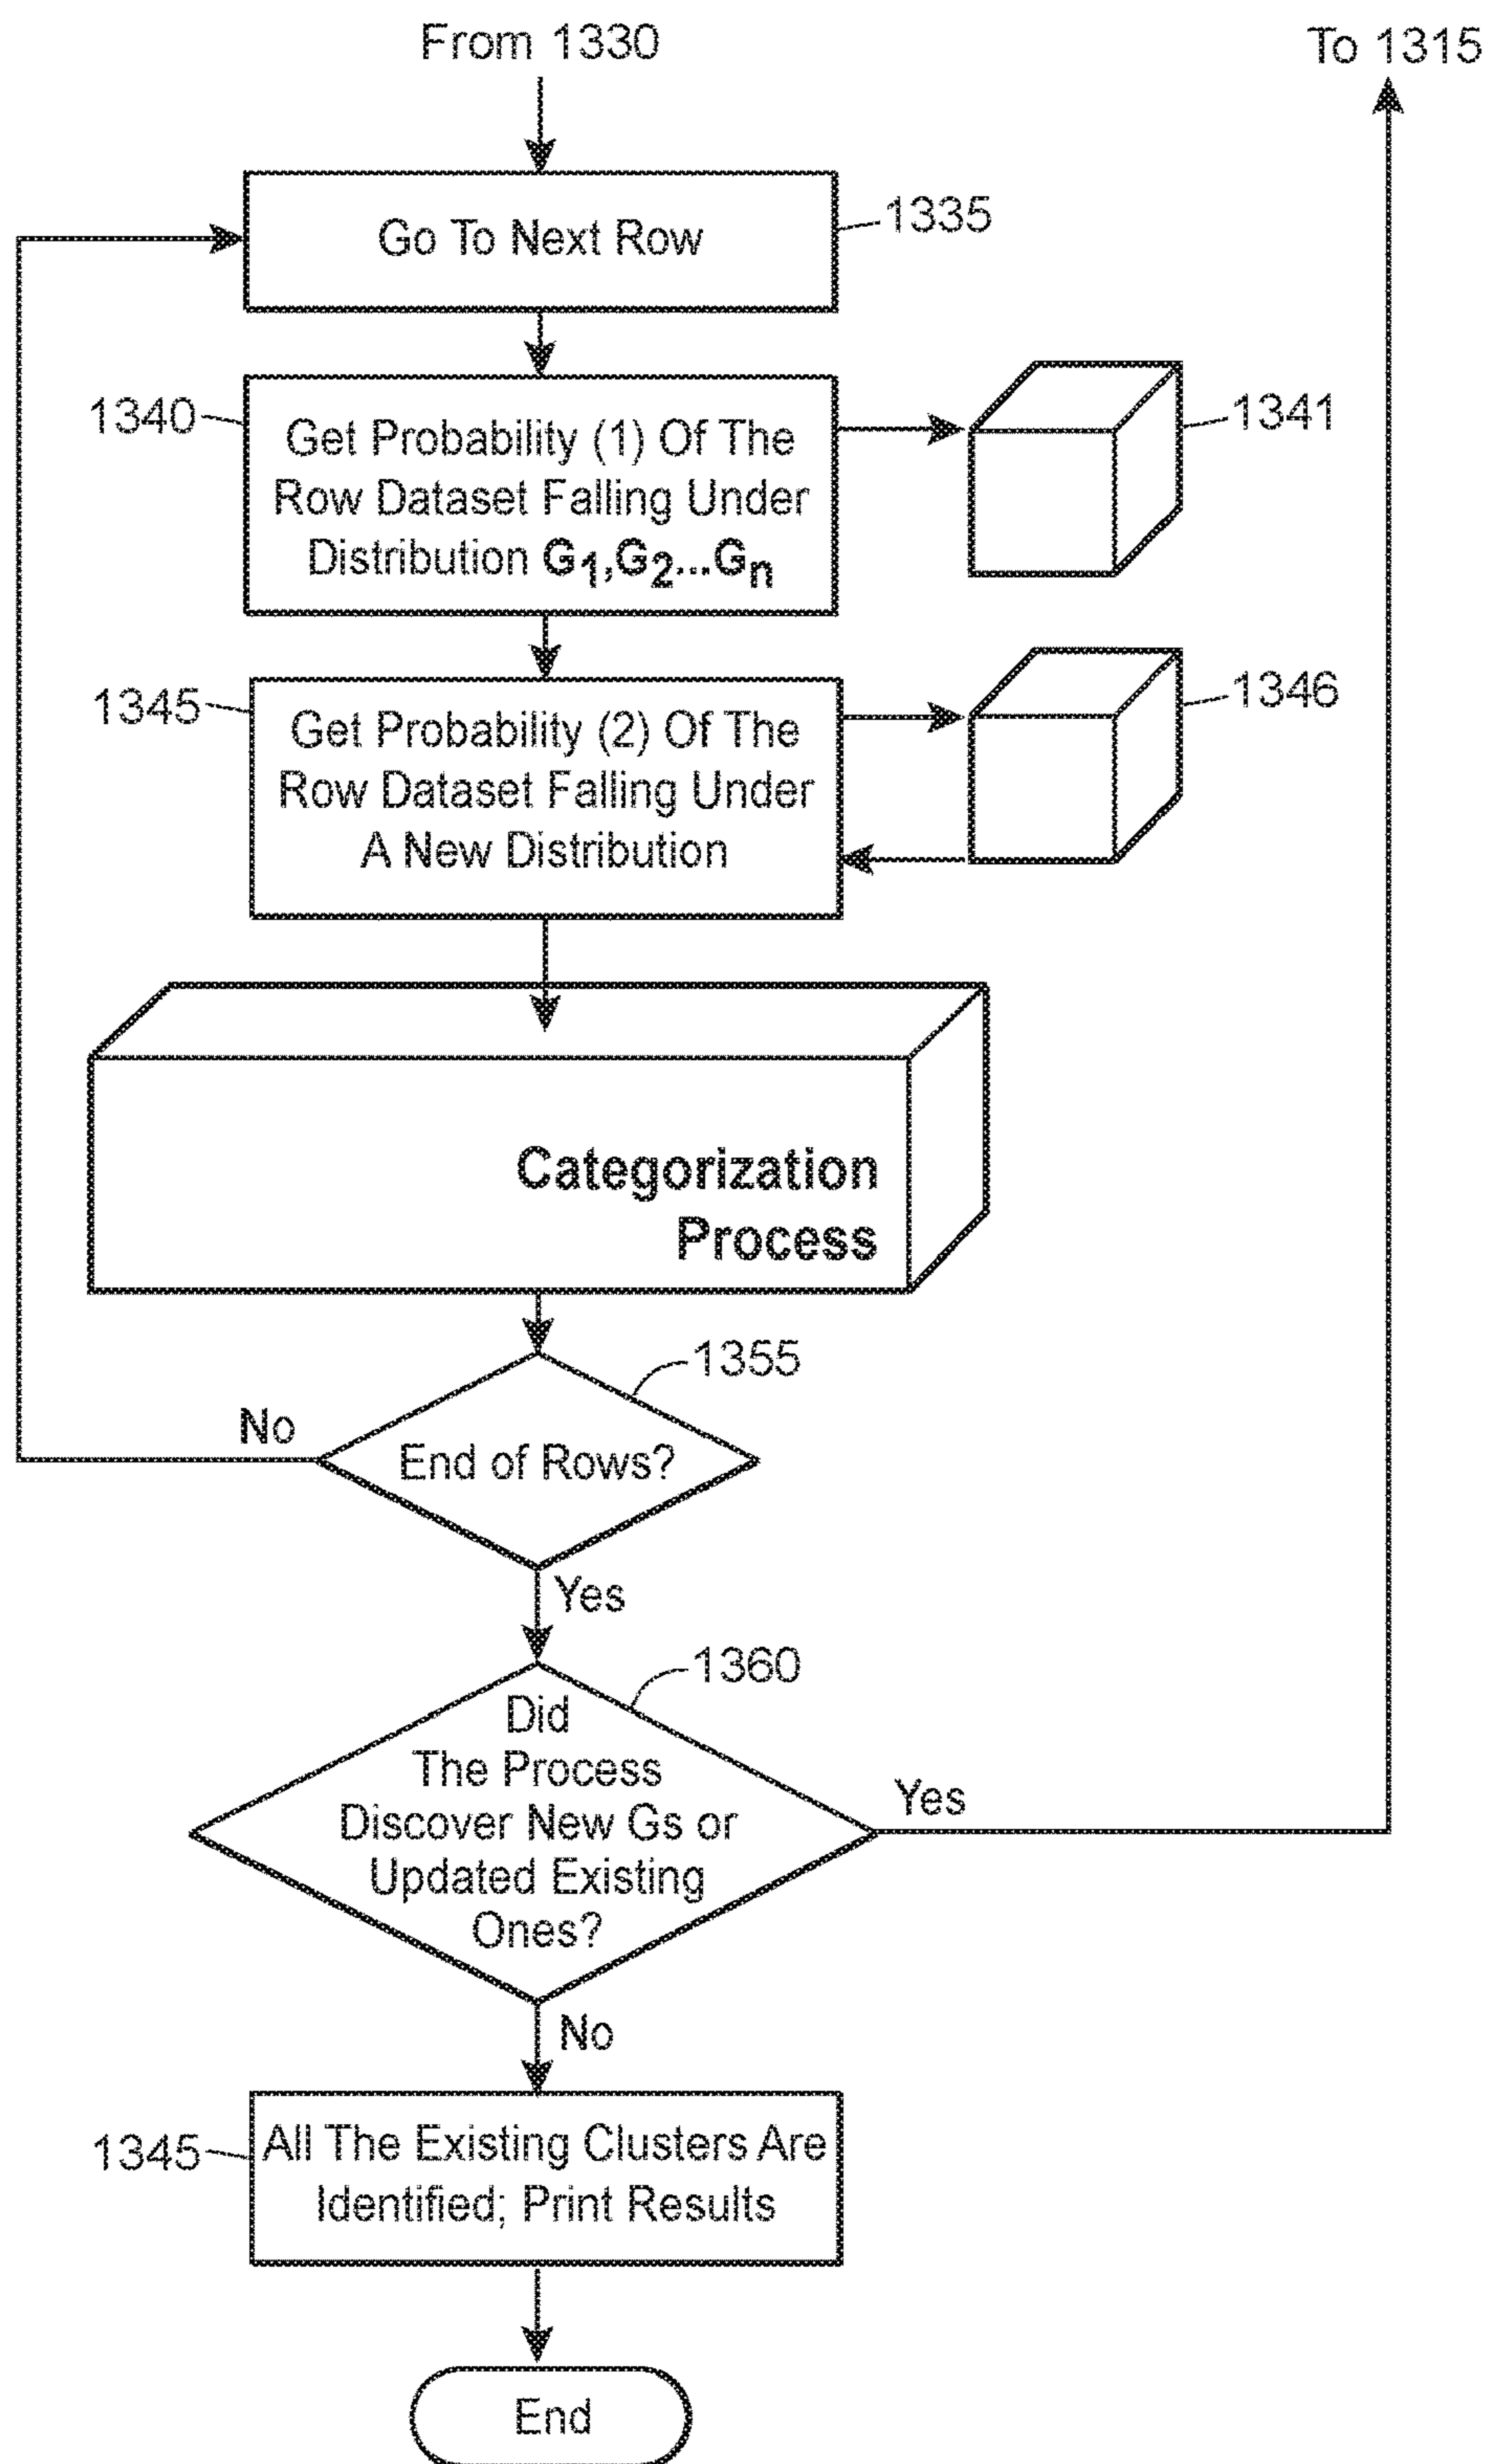 From 1330
To 1315
Go To Next Row
1335
1340
Get Probability (1) Of The
Row Dataset Falling Under
Distribution G1,G2...Gn
1341
1345
Get Probability (2) Of The
Row Dataset Falling Under
A New Distribution
1346
Categorization
Process
1355
No
End of Rows?
Yes
1360
Did
The Process
Discover New Gs or
Updated Existing
Ones?
Yes
No
1345
All The Existing Clusters Are
Identified; Print Results
End